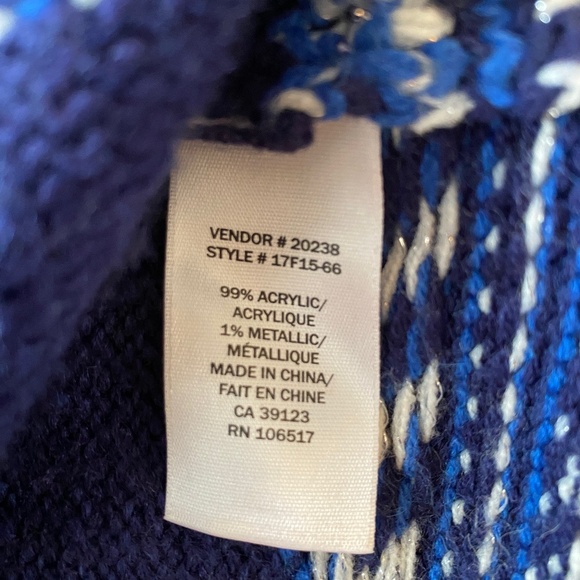 VENDOR # 20238
STYLE # 17F15-66
99% ACRYLIC/
ACRYLIQUE
1% METALLIC/
MÉTALLIQUE
MADE IN CHINA/
FAIT EN CHINE
CA 39123
RN 106517